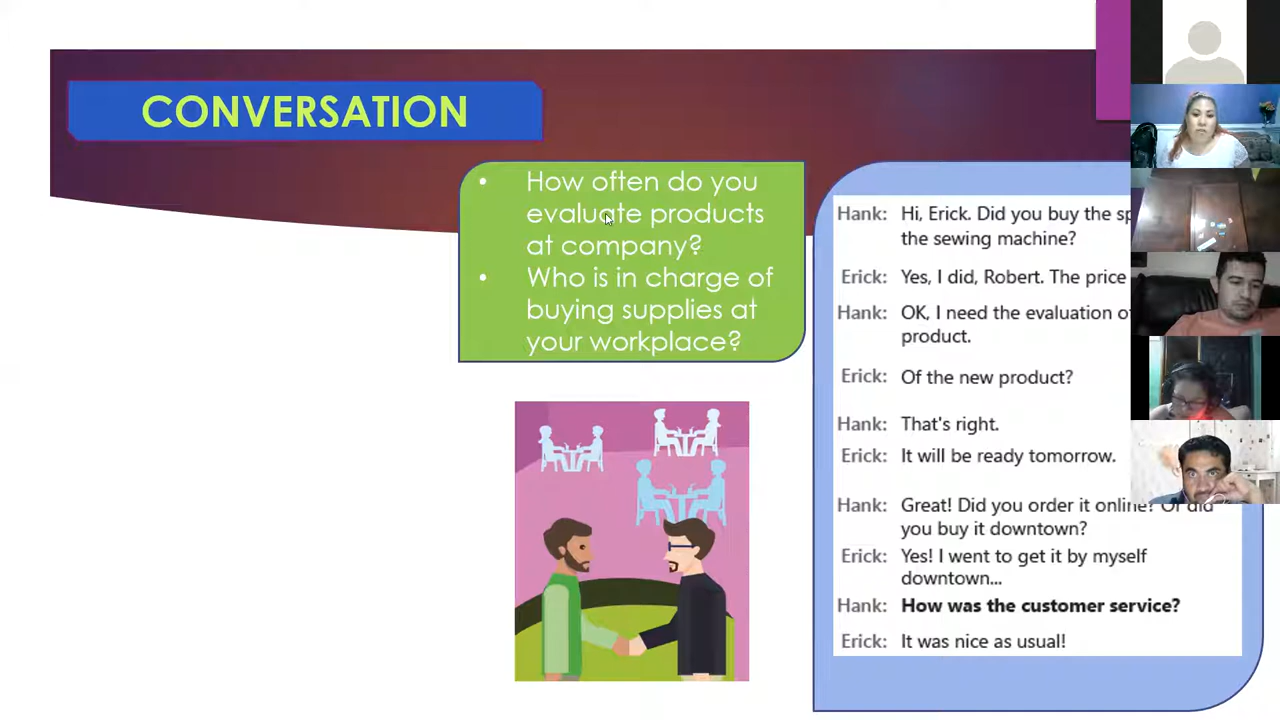 CONVERSATION
• How often do you
evaluate products
at company?
• Who is in charge of
buying supplies at
your workplace?
Hank: Hi, Erick. Did you buy the
the sewing machine?
Erick: Yes, I did, Robert. The price
Hank: OK, I need the evaluation
product.
Erick: Of the new product?
Hank: That's right.
Erick: It will be ready tomorrow.
Hank: Great! Did you order it online? Or did
you buy it downtown?
Erick: Yes! I went to get it by myself
downtown...
Hank: How was the customer service?
Erick: It was nice as usual!